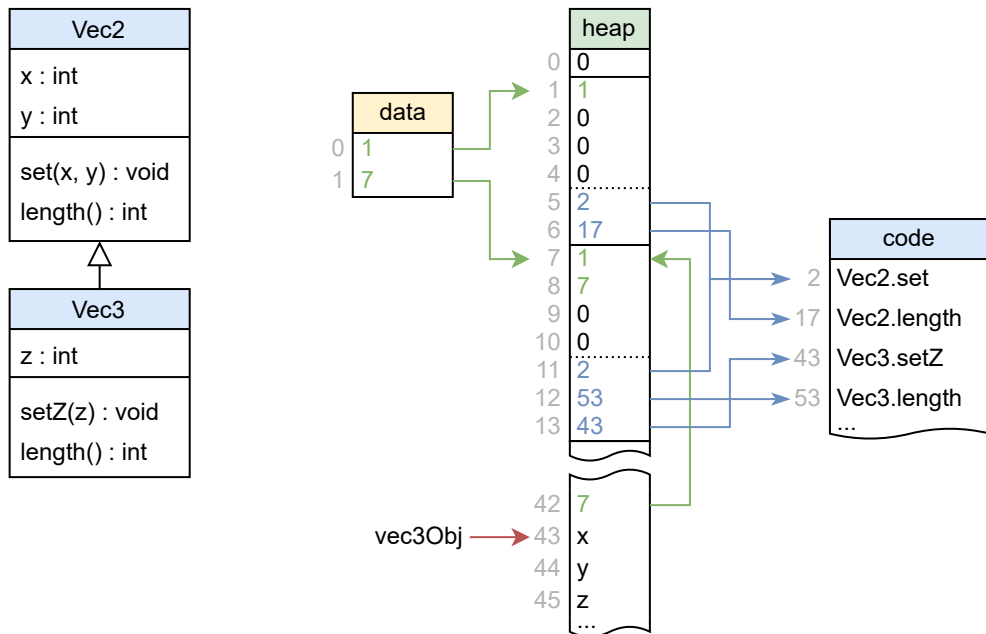 Vec2
x : int
y : int
set(x, y) : void
length() : int
Vec3
z : int
setZ(z) : void
length() : int
data
0 1
1 7
heap
0 0
1 1
2 0
3 0
4 0
5 2
6 17
7 1
8 7
9 0
10 0
11 2
12 53
13 43
42 7
vec3Obj 43 x
44 y
45 z
...
code
2 Vec2.set
17 Vec2.length
43 Vec3.setZ
53 Vec3.length
...